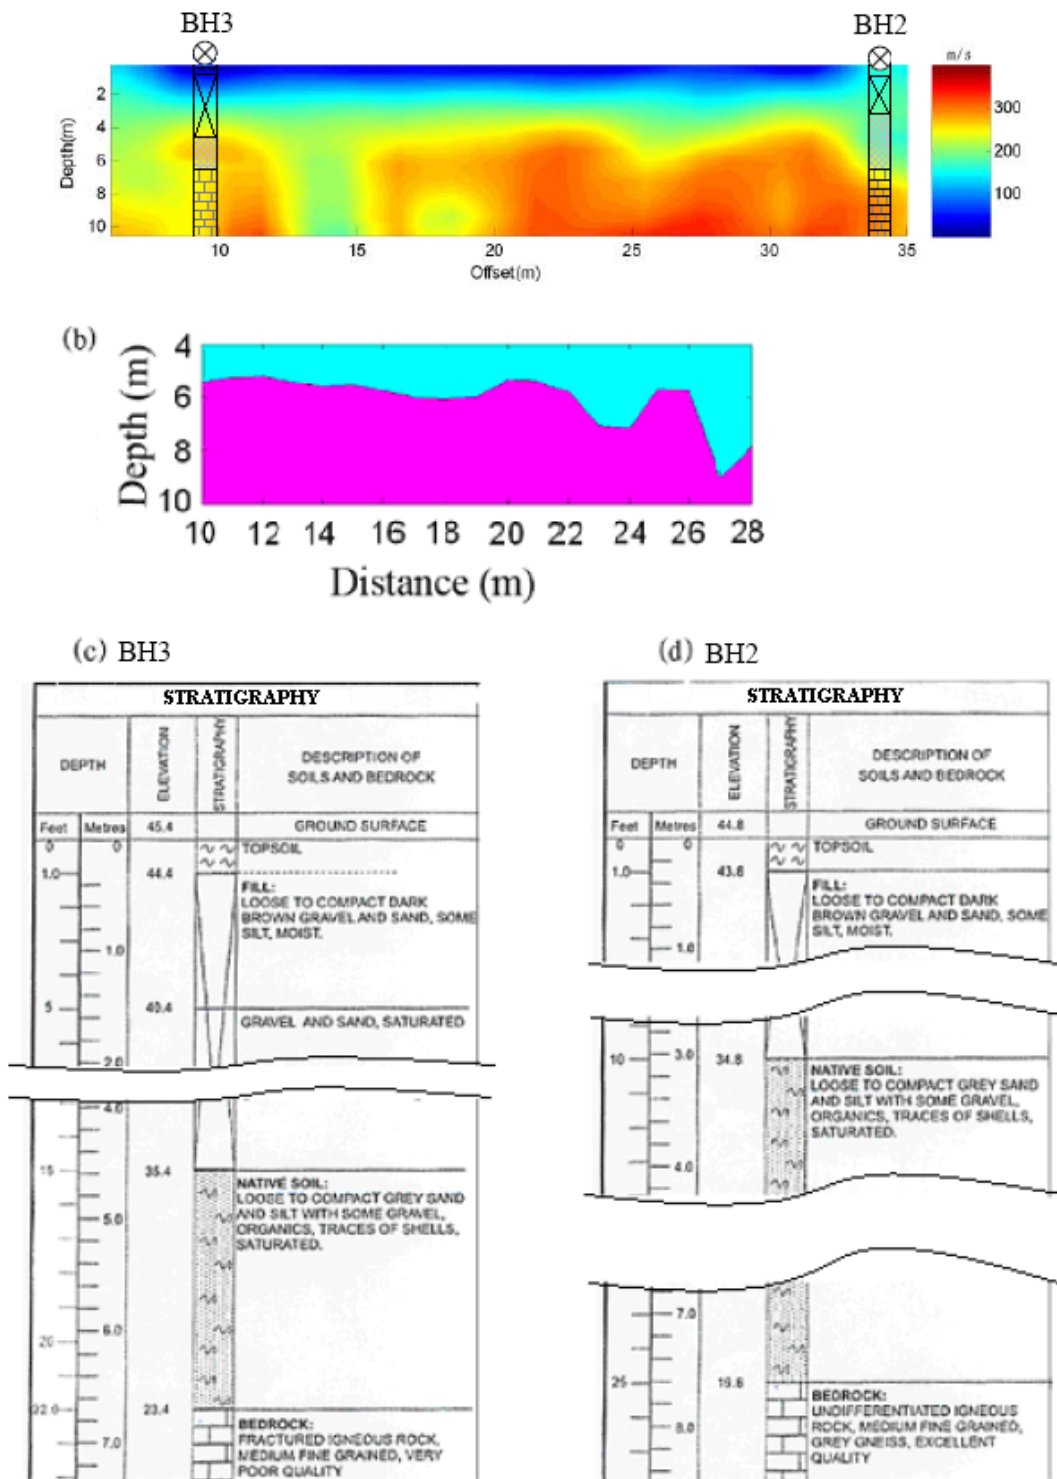 BH3
BH2
m/s
2
4
6
8
10
Depth(m)
300
200
100
10
15
20
25
30
35
Offset(m)
(b)
4
6
8
10
Depth (m)
10 12 14 16 18 20 22 24 26 28
Distance (m)
(c) BH3
STRATIGRAPHY
DEPTH
ELEVATION
STRATIGRAPHY
DESCRIPTION OF
SOILS AND BEDROCK
Feet Metres 45.4 GROUND SURFACE
0 0 TOPSOIL
1.0 44.4
FILL:
LOOSE TO COMPACT DARK
BROWN GRAVEL AND SAND, SOME
SILT, MOIST.
1.0
5 40.4
GRAVEL AND SAND, SATURATED
2.0
4.0
15 35.4
NATIVE SOIL:
LOOSE TO COMPACT GREY SAND
AND SILT WITH SOME GRAVEL,
ORGANICS, TRACES OF SHELLS,
SATURATED.
5.0
6.0
20
22.0 23.4
BEDROCK:
FRACTURED IGNEOUS ROCK,
MEDIUM FINE GRAINED, VERY
POOR QUALITY
7.0
(d) BH2
STRATIGRAPHY
DEPTH
ELEVATION
STRATIGRAPHY
DESCRIPTION OF
SOILS AND BEDROCK
Feet Metres 44.8 GROUND SURFACE
0 0 TOPSOIL
1.0 43.8
FILL:
LOOSE TO COMPACT DARK
BROWN GRAVEL AND SAND, SOME
SILT, MOIST.
1.0
10 3.0 34.8
NATIVE SOIL:
LOOSE TO COMPACT GREY SAND
AND SILT WITH SOME GRAVEL,
ORGANICS, TRACES OF SHELLS,
SATURATED.
4.0
7.0
25 19.8
BEDROCK:
UNDIFFERENTIATED IGNEOUS
ROCK, MEDIUM FINE GRAINED,
GREY GNEISS, EXCELLENT
QUALITY
8.0